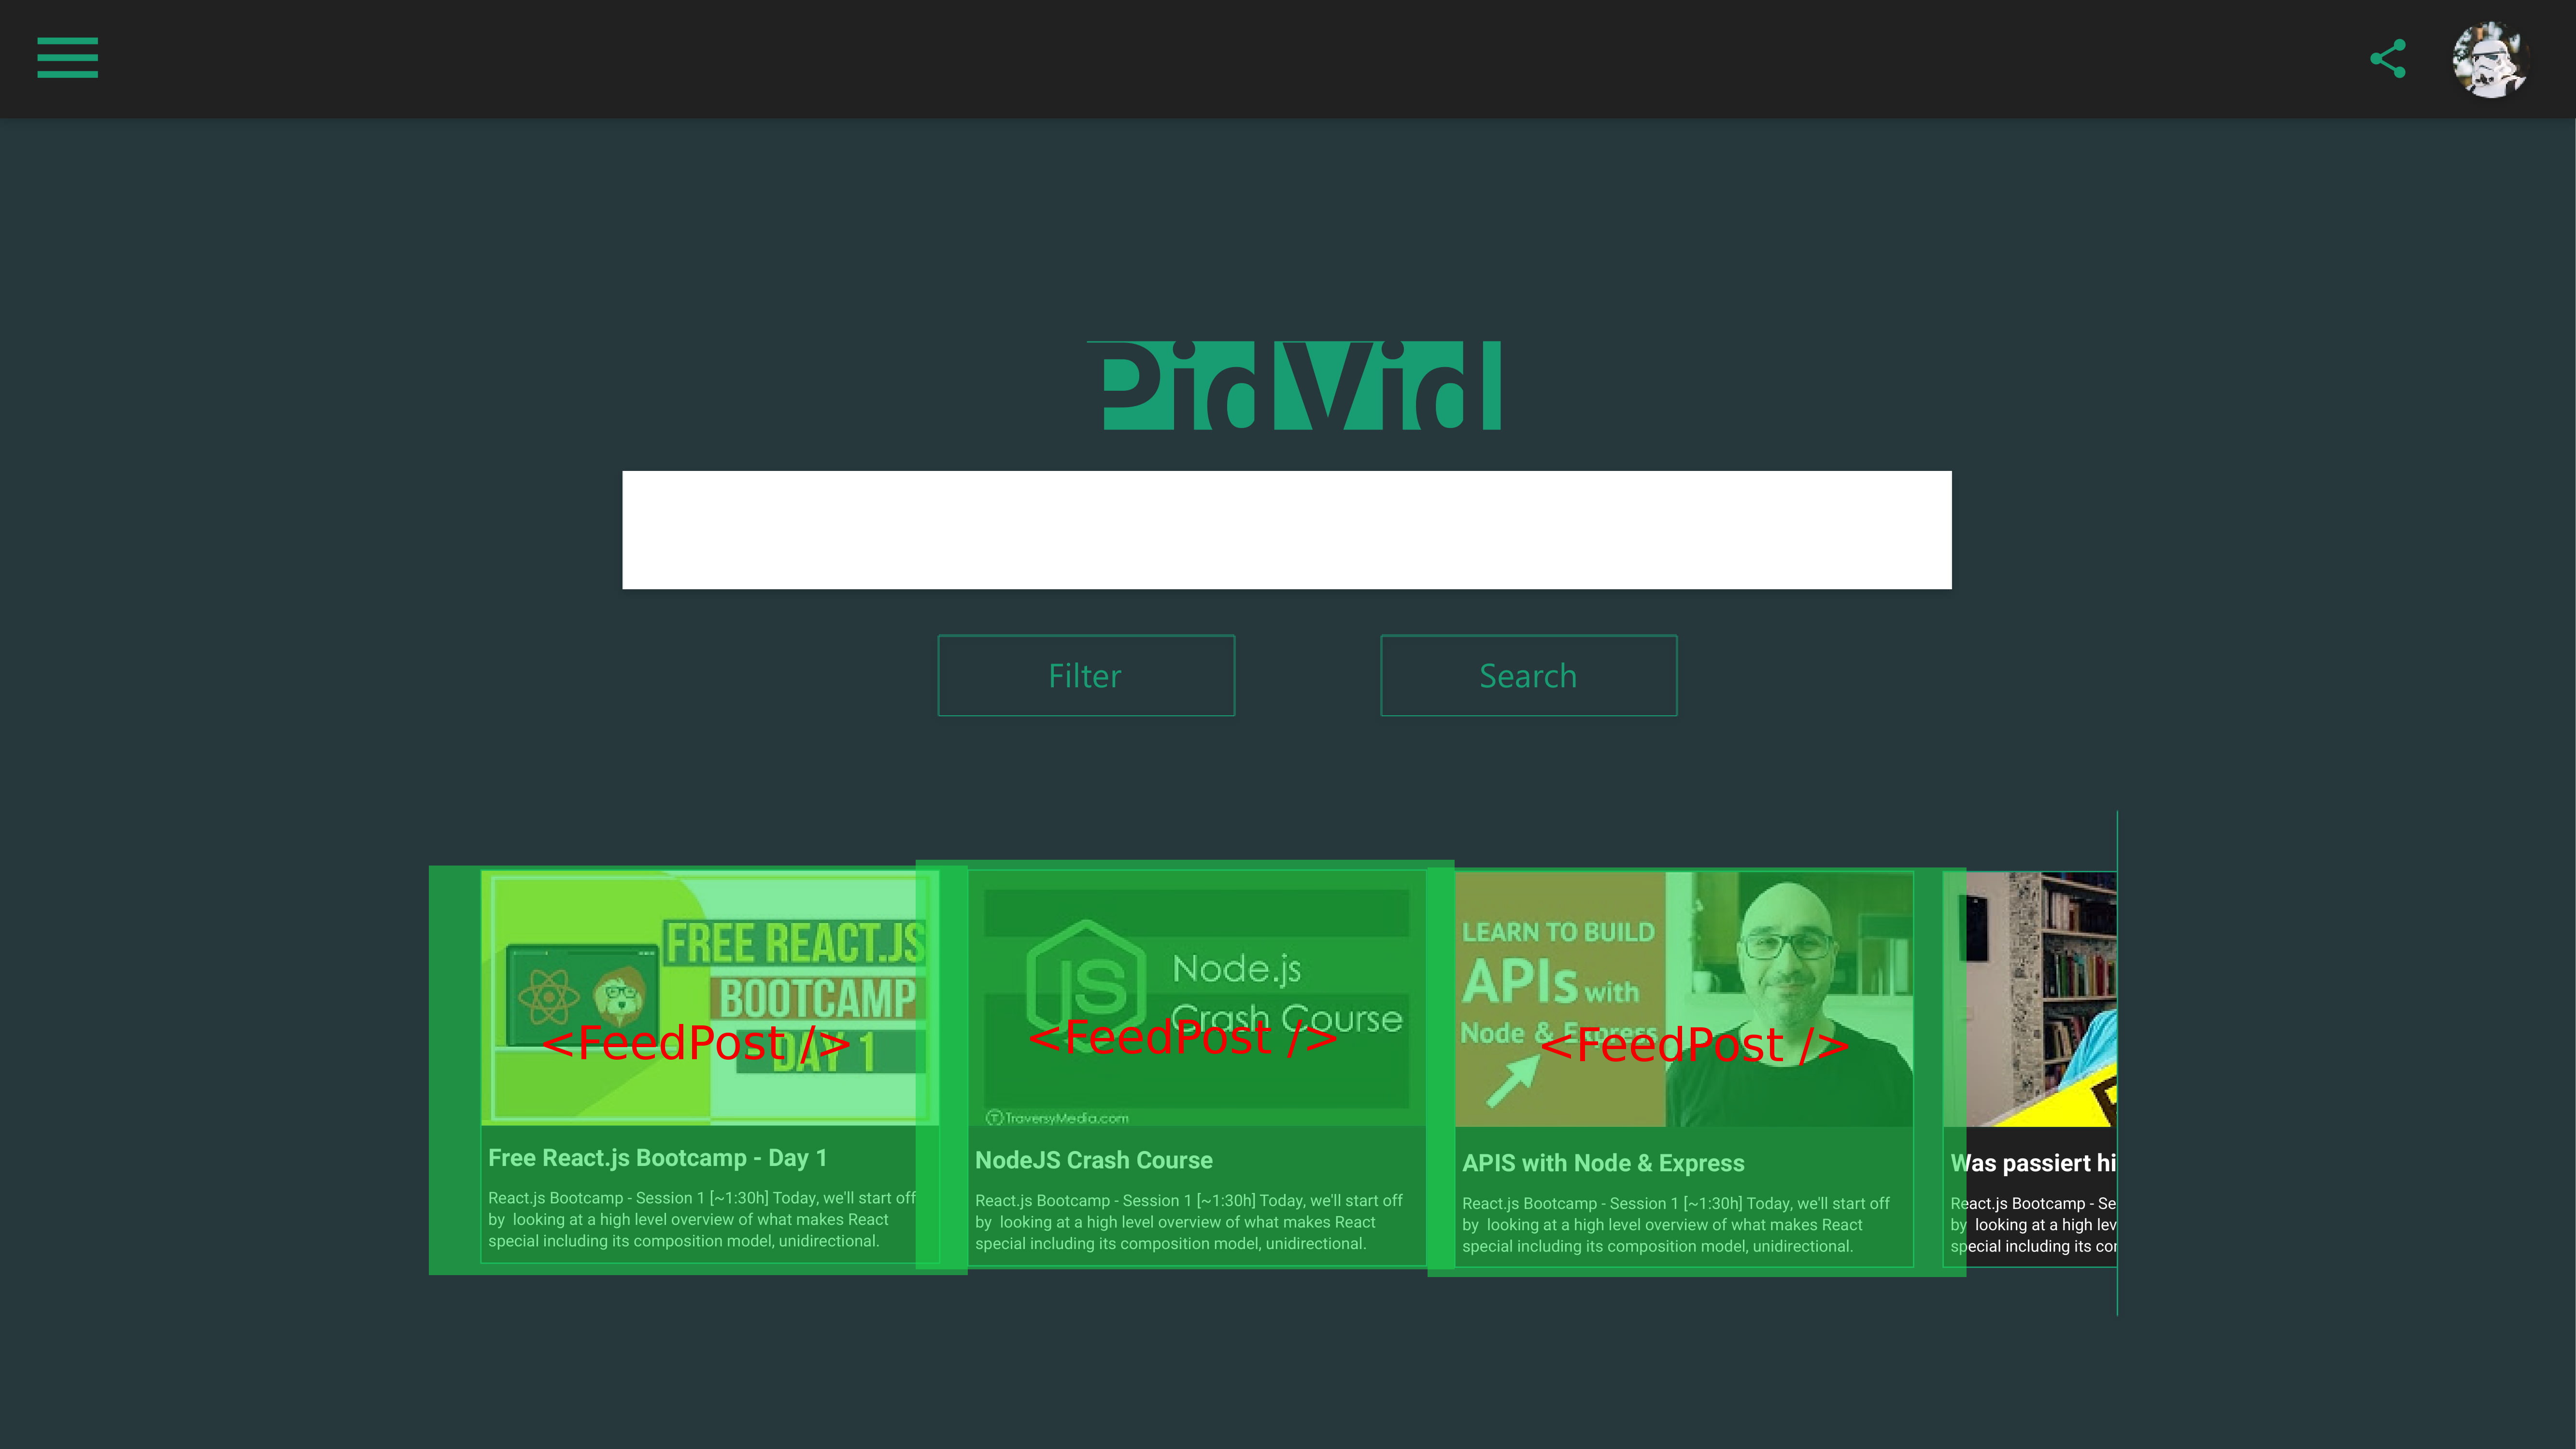 PidVid
Filter
Search
FREE REACT.JS
BOOTCAMP
DAY 1
<FeedPost />
Free React.js Bootcamp - Day 1
React.js Bootcamp - Session 1 [~1:30h] Today, we'll start off
by looking at a high level overview of what makes React
special including its composition model, unidirectional.
JS
Node.js
Crash Course
<FeedPost />
TraversyMedia.com
NodeJS Crash Course
React.js Bootcamp - Session 1 [~1:30h] Today, we'll start off
by looking at a high level overview of what makes React
special including its composition model, unidirectional.
LEARN TO BUILD
APIs with
Node & Express
<FeedPost />
APIS with Node & Express
React.js Bootcamp - Session 1 [~1:30h] Today, we'll start off
by looking at a high level overview of what makes React
special including its composition model, unidirectional.
Was passiert hi
React.js Bootcamp - Se
by looking at a high lev
special including its